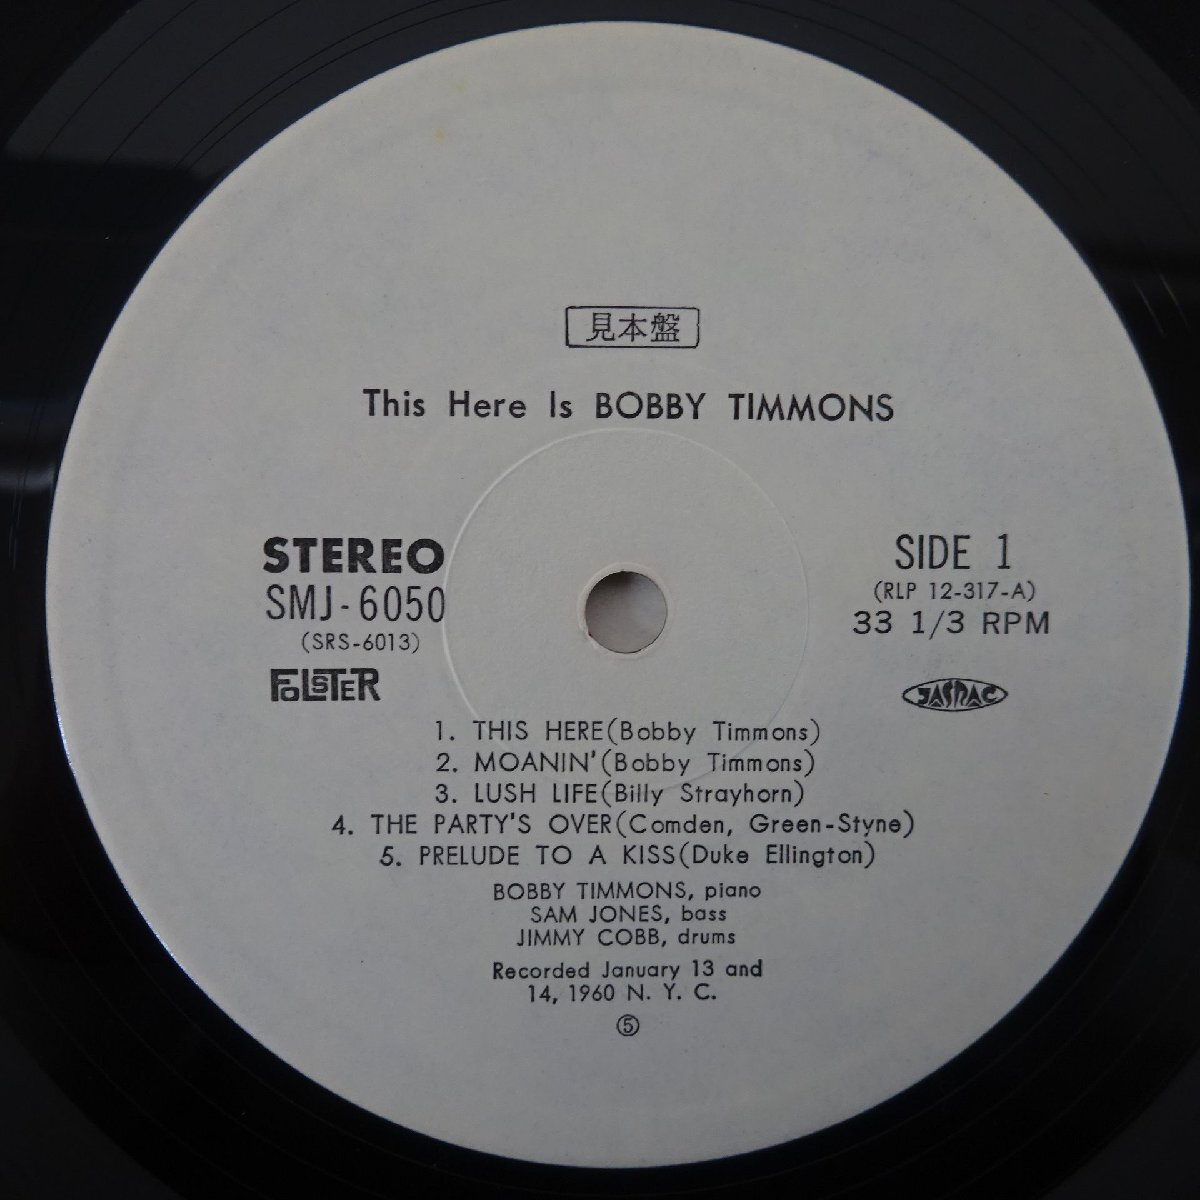 見本盤
This Here Is BOBBY TIMMONS
STEREO
SMJ-6050
(SRS-6013)
FOLSTER
SIDE 1
(RLP 12-317-A)
33 1/3 RPM
JASRAC
1. THIS HERE(Bobby Timmons)
2. MOANIN'(Bobby Timmons)
3. LUSH LIFE(Billy Strayhorn)
4. THE PARTY'S OVER(Comden, Green-Styne)
5. PRELUDE TO A KISS(Duke Ellington)
BOBBY TIMMONS, piano
SAM JONES, bass
JIMMY COBB, drums
Recorded January 13 and
14, 1960 N. Y. C.
⑤